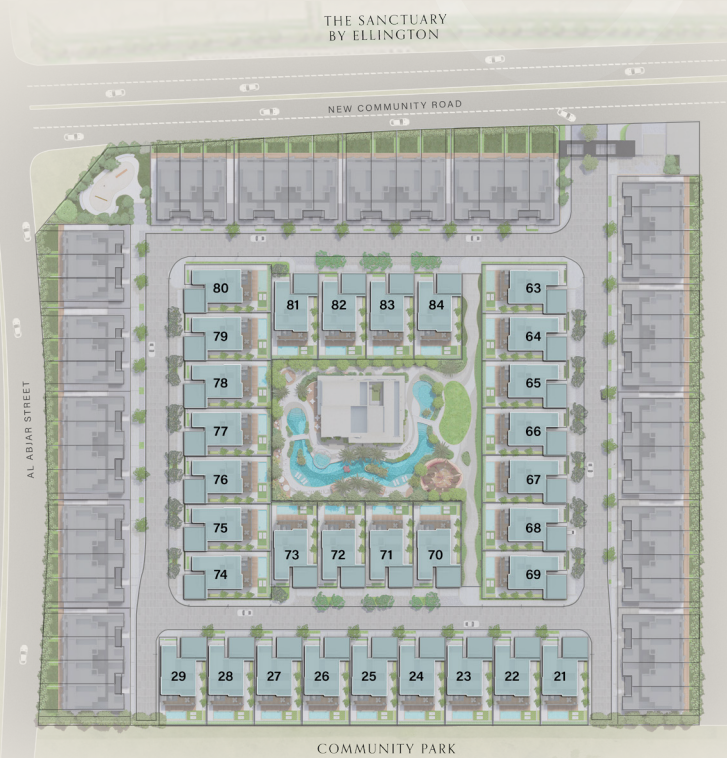 THE SANCTUARY
BY ELLINGTON
NEW COMMUNITY ROAD
80
81 82 83 84
63
79
64
78
65
AL ABJAR STREET
77
66
76
67
75
68
73 72 71 70
74
69
29 28 27 26 25 24 23 22 21
COMMUNITY PARK